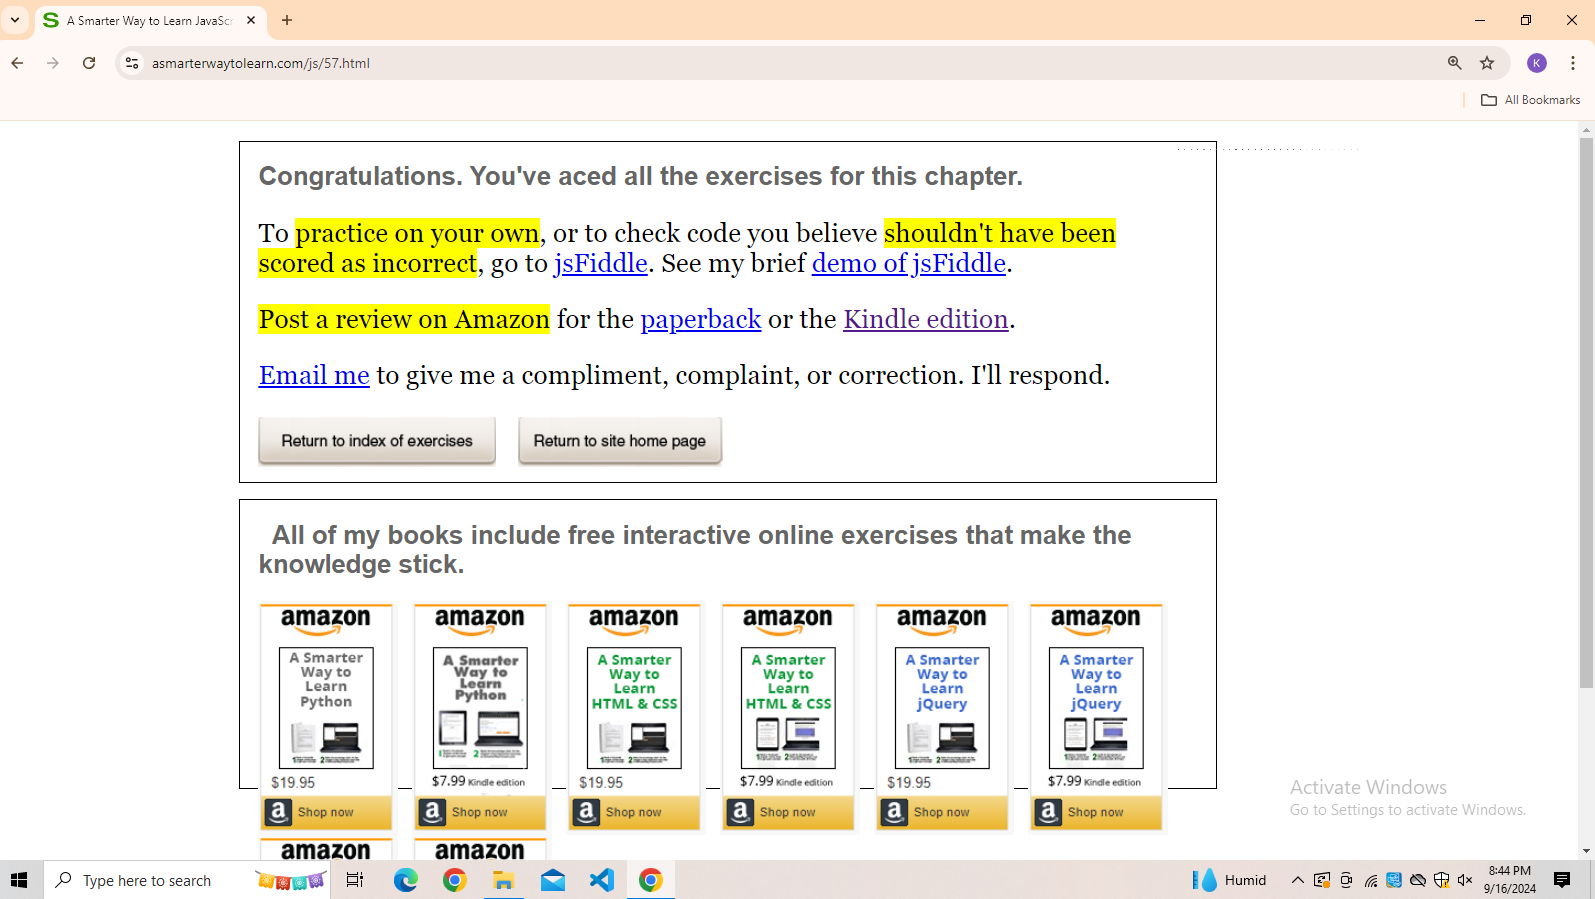 A Smarter Way to Learn JavaScr
asmarterwaytolearn.com/js/57.html
K
All Bookmarks
Congratulations. You've aced all the exercises for this chapter.
To practice on your own, or to check code you believe shouldn't have been
scored as incorrect, go to jsFiddle. See my brief demo of jsFiddle.
Post a review on Amazon for the paperback or the Kindle edition.
Email me to give me a compliment, complaint, or correction. I'll respond.
Return to index of exercises Return to site home page
All of my books include free interactive online exercises that make the
knowledge stick.
amazon amazon amazon amazon amazon amazon
A Smarter A Smarter A Smarter A Smarter A Smarter A Smarter
Way to Way to Way to Way to Way to Way to
Learn Learn Learn Learn Learn Learn
Python Python HTML & CSS HTML & CSS jQuery jQuery
$19.95 $7.99 Kindle edition $19.95 $7.99 Kindle edition $19.95 $7.99 Kindle edition
a Shop now a Shop now a Shop now a Shop now a Shop now a Shop now
amazon amazon
Activate Windows
Go to Settings to activate Windows.
Type here to search
Humid
8:44 PM
9/16/2024